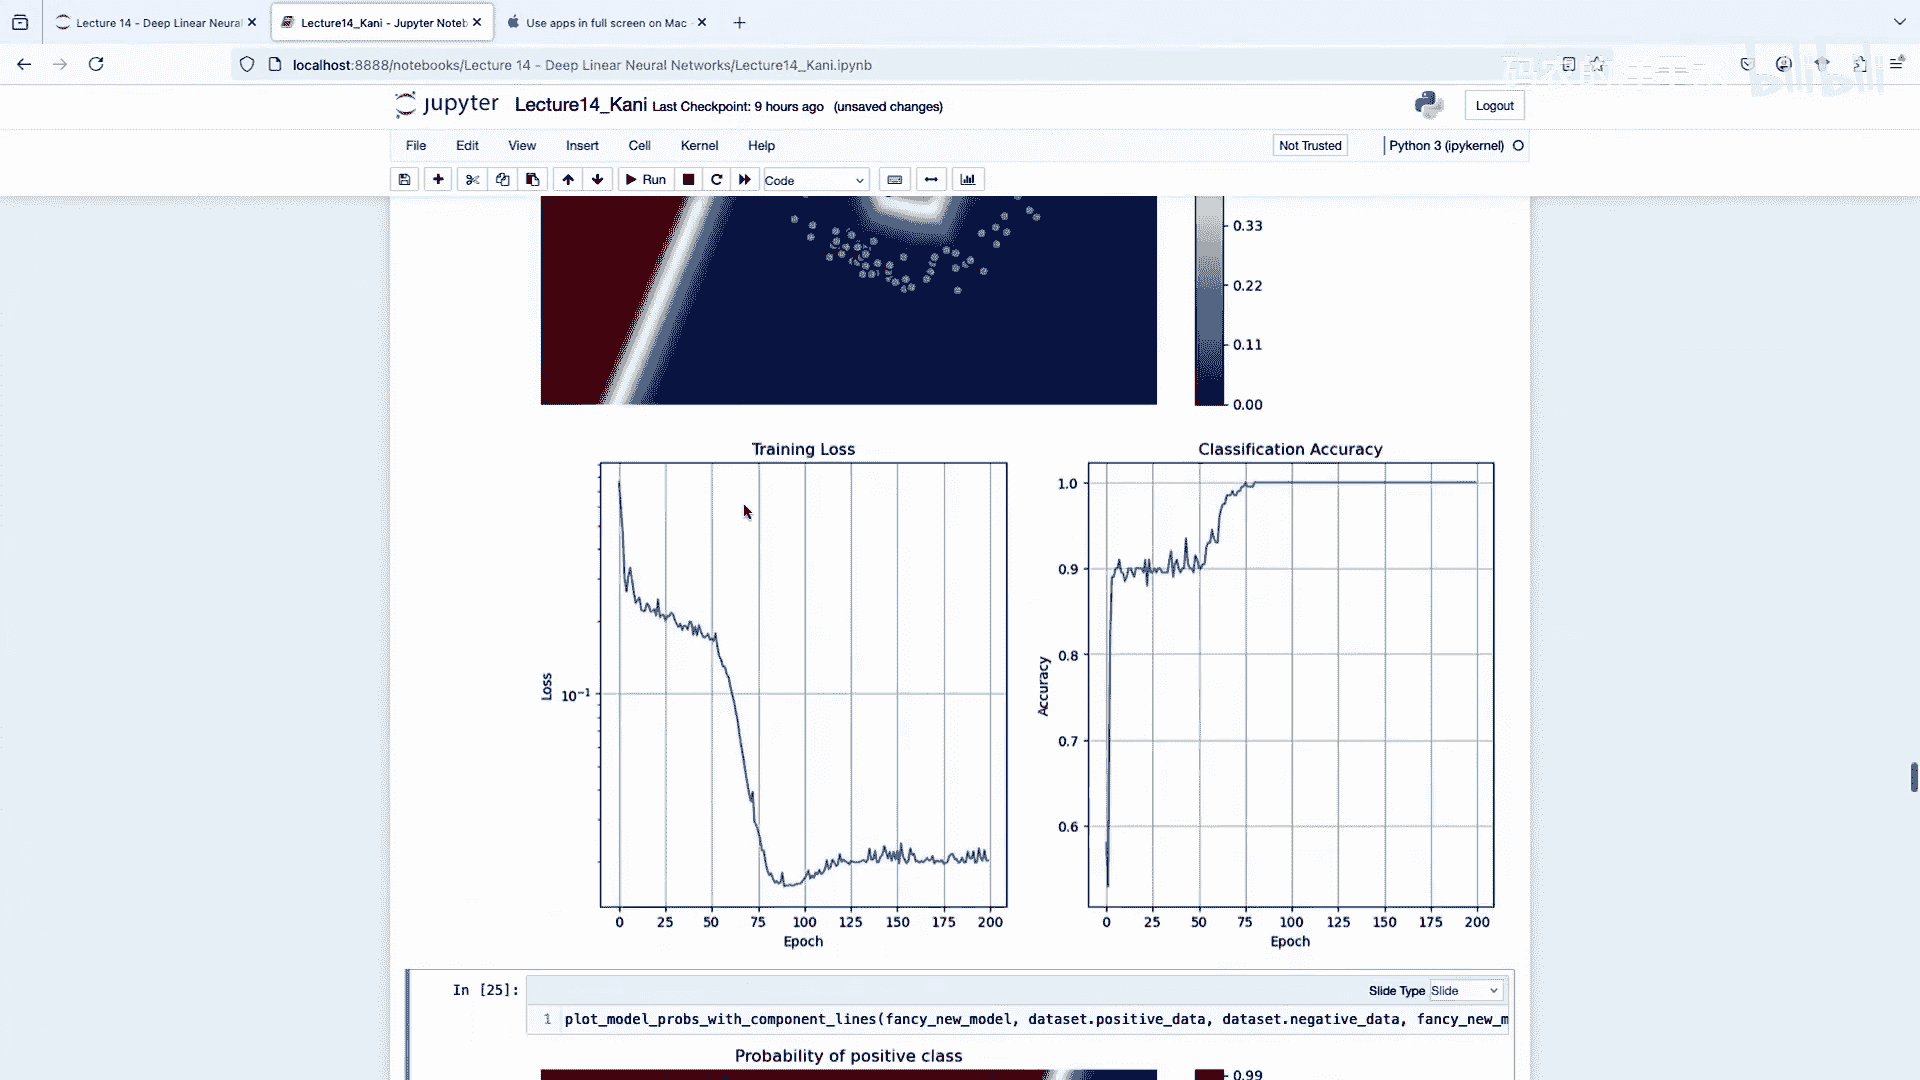 Lecture 14 - Deep Linear Neural
Lecture14_Kani - Jupyter Noteb
Use apps in full screen on Mac
localhost:8888/notebooks/Lecture 14 - Deep Linear Neural Networks/Lecture14_Kani.ipynb
bilibili
jupyter Lecture14_Kani Last Checkpoint: 9 hours ago (unsaved changes)
Logout
File Edit View Insert Cell Kernel Help
Not Trusted
Python 3 (ipykernel)
Run
Code
0.33
0.22
0.11
0.00
Training Loss
Loss
10⁻¹
0 25 50 75 100 125 150 175 200
Epoch
Classification Accuracy
Accuracy
1.0
0.9
0.8
0.7
0.6
0 25 50 75 100 125 150 175 200
Epoch
In [25]:
Slide Type Slide
1 plot_model_probs_with_component_lines(fancy_new_model, dataset.positive_data, dataset.negative_data, fancy_new_m
Probability of positive class
0.99